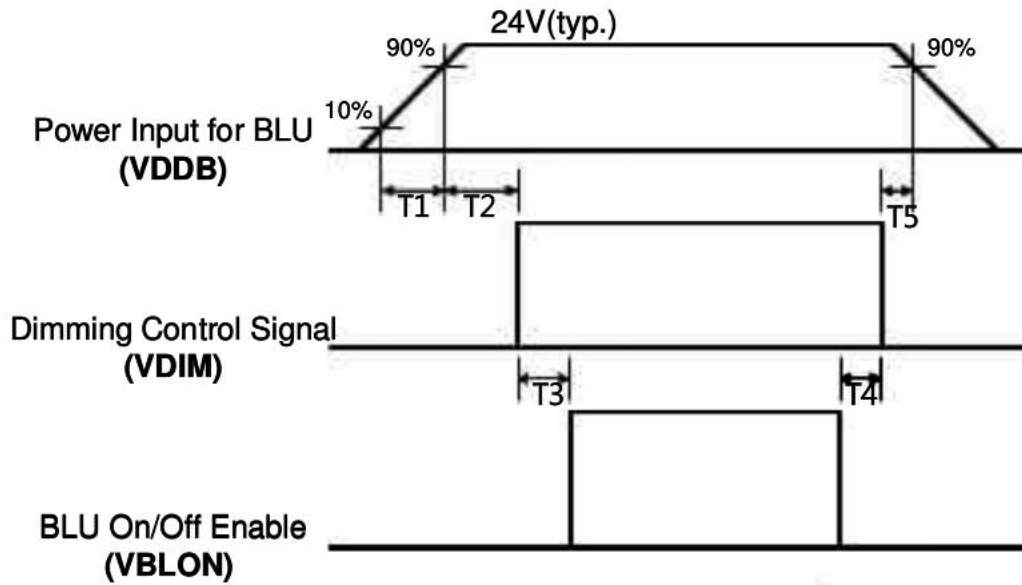 24V(typ.)
90%
90%
10%
Power Input for BLU
(VDDB)
T1
T2
T5
Dimming Control Signal
(VDIM)
T3
T4
BLU On/Off Enable
(VBLON)